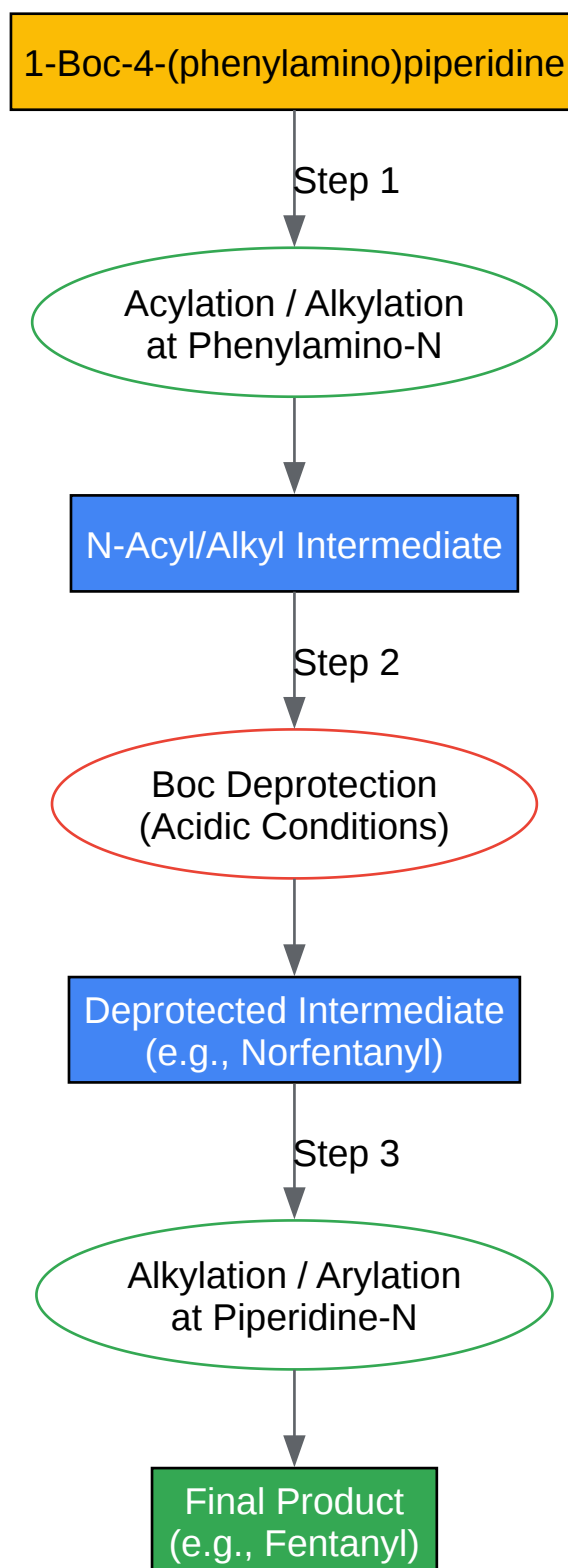 1-Boc-4-(phenylamino)piperidine
Step 1
Acylation / Alkylation
at Phenylamino-N
N-Acyl/Alkyl Intermediate
Step 2
Boc Deprotection
(Acidic Conditions)
Deprotected Intermediate
(e.g., Norfentanyl)
Step 3
Alkylation / Arylation
at Piperidine-N
Final Product
(e.g., Fentanyl)